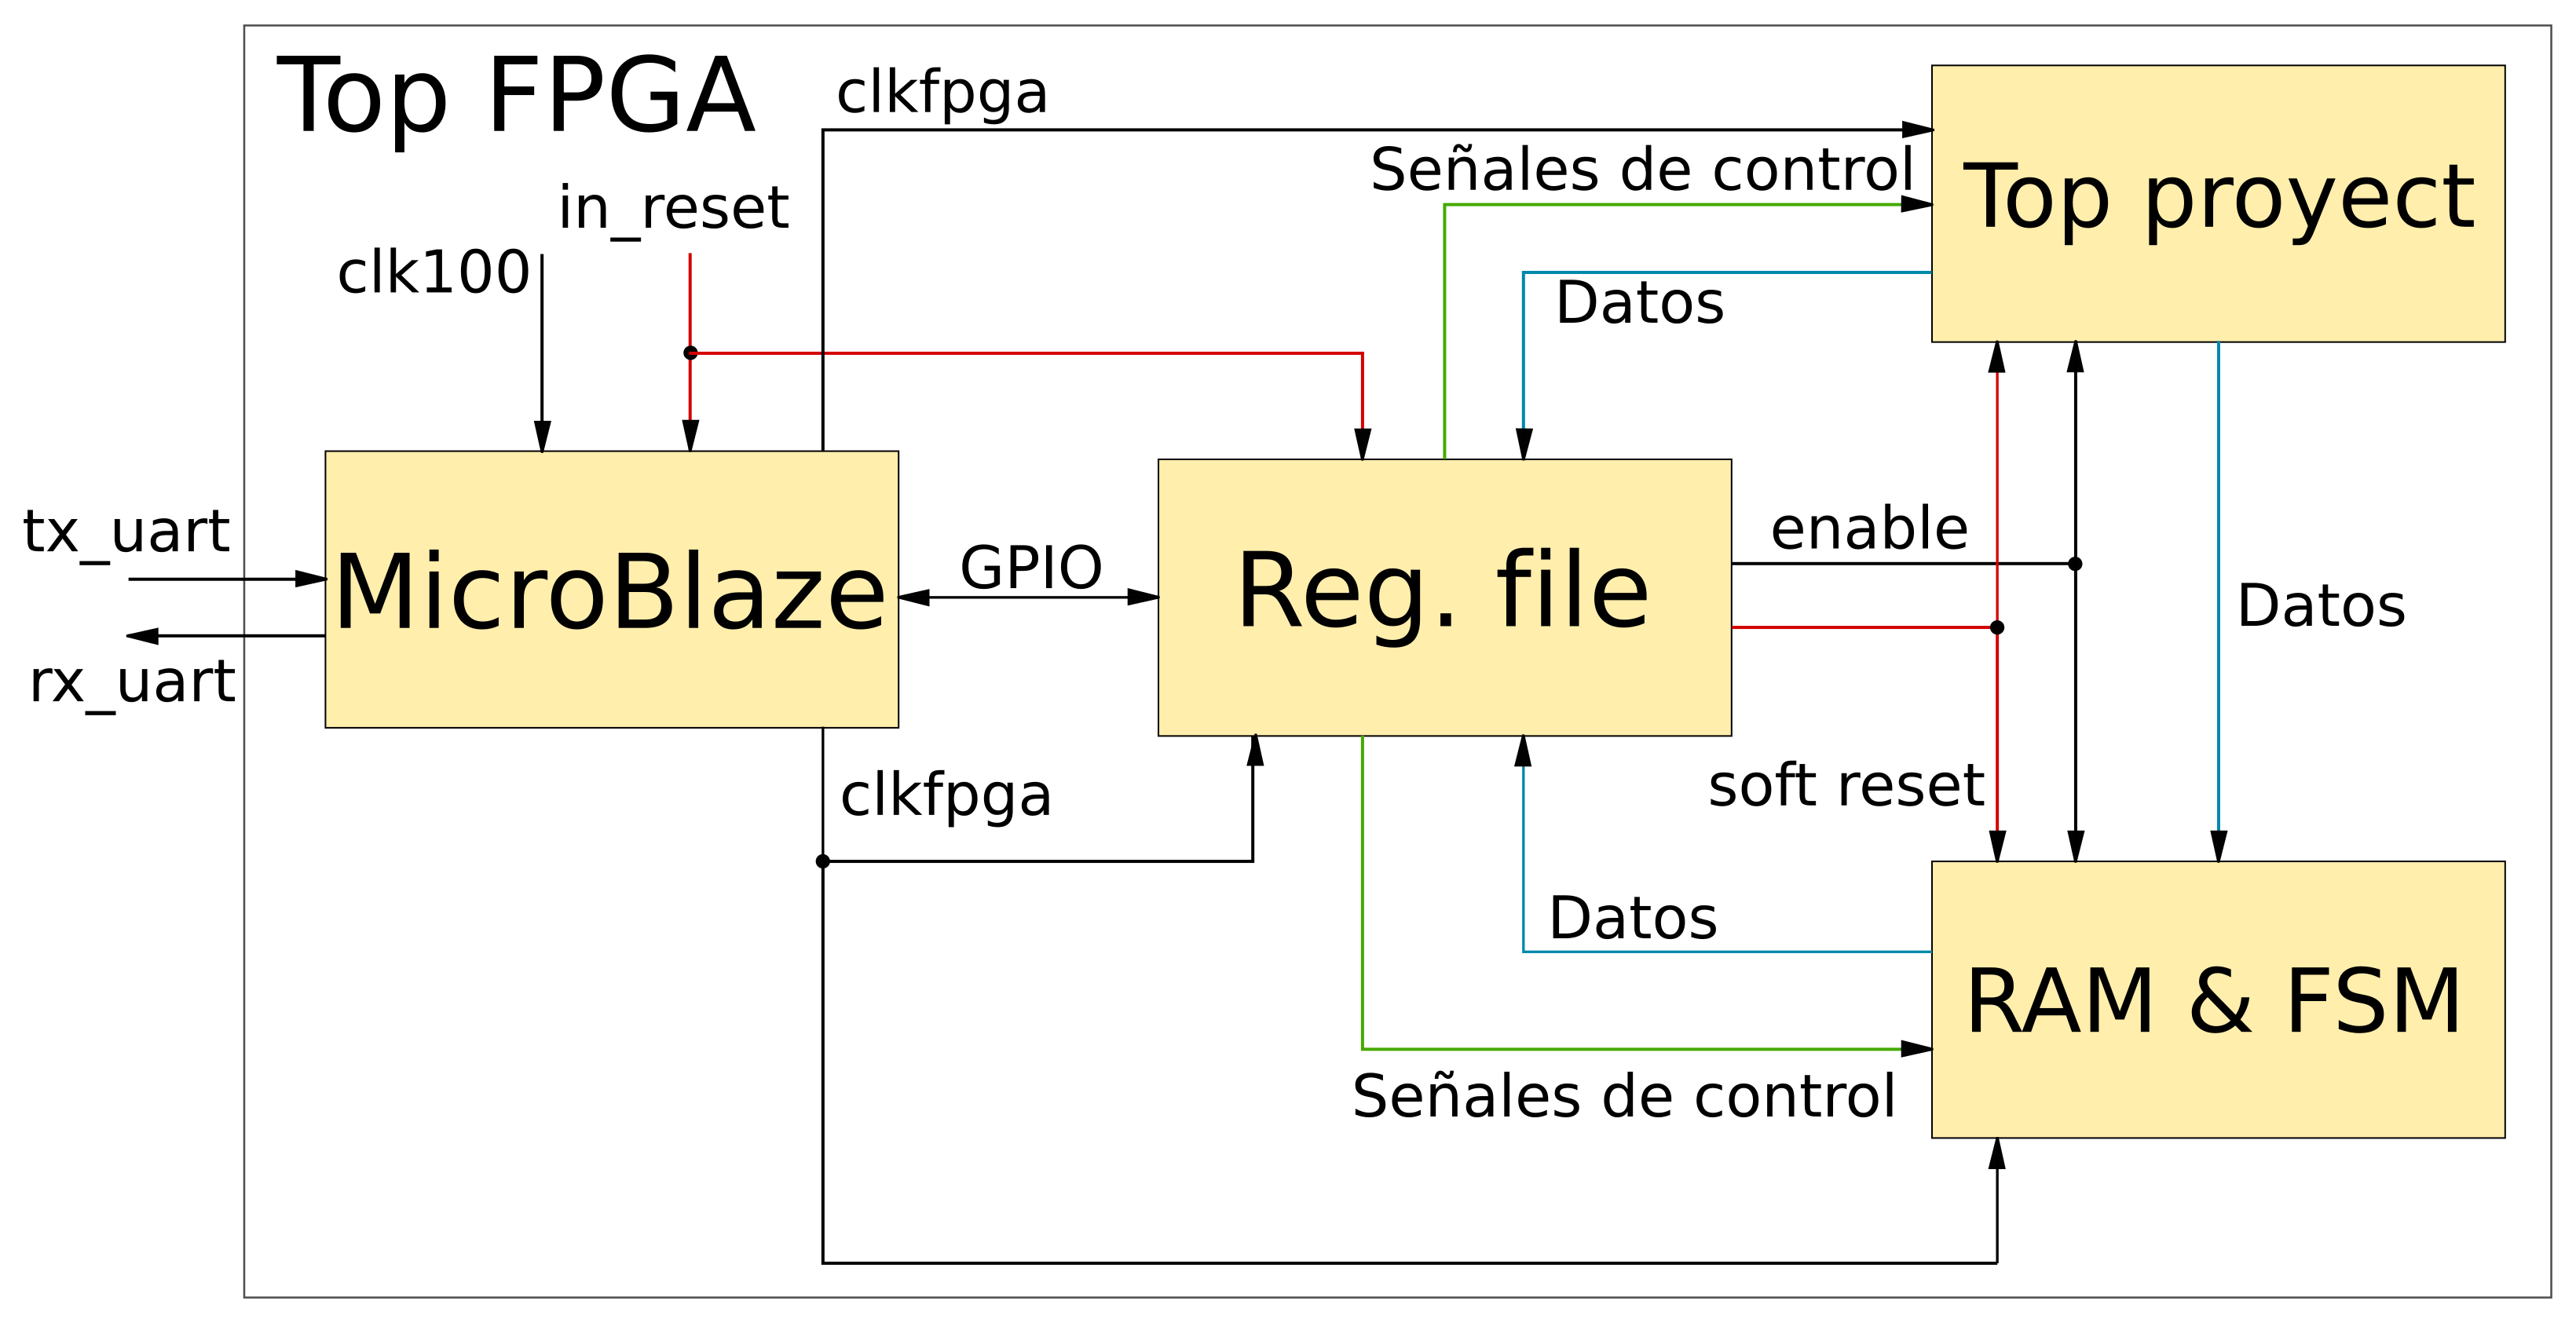 Top FPGA
clkfpga
Señales de control
Top proyect
in_reset
clk100
Datos
tx_uart
enable
GPIO
MicroBlaze
Reg. file
Datos
rx_uart
clkfpga
soft reset
Datos
RAM & FSM
Señales de control